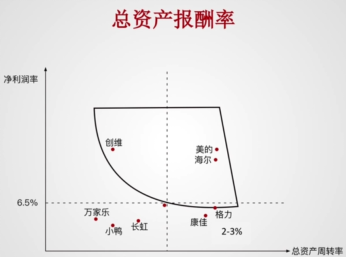 总资产报酬率
净利润率
创维
美的
海尔
6.5%
万家乐
小鸭
长虹
康佳
格力
2-3%
总资产周转率